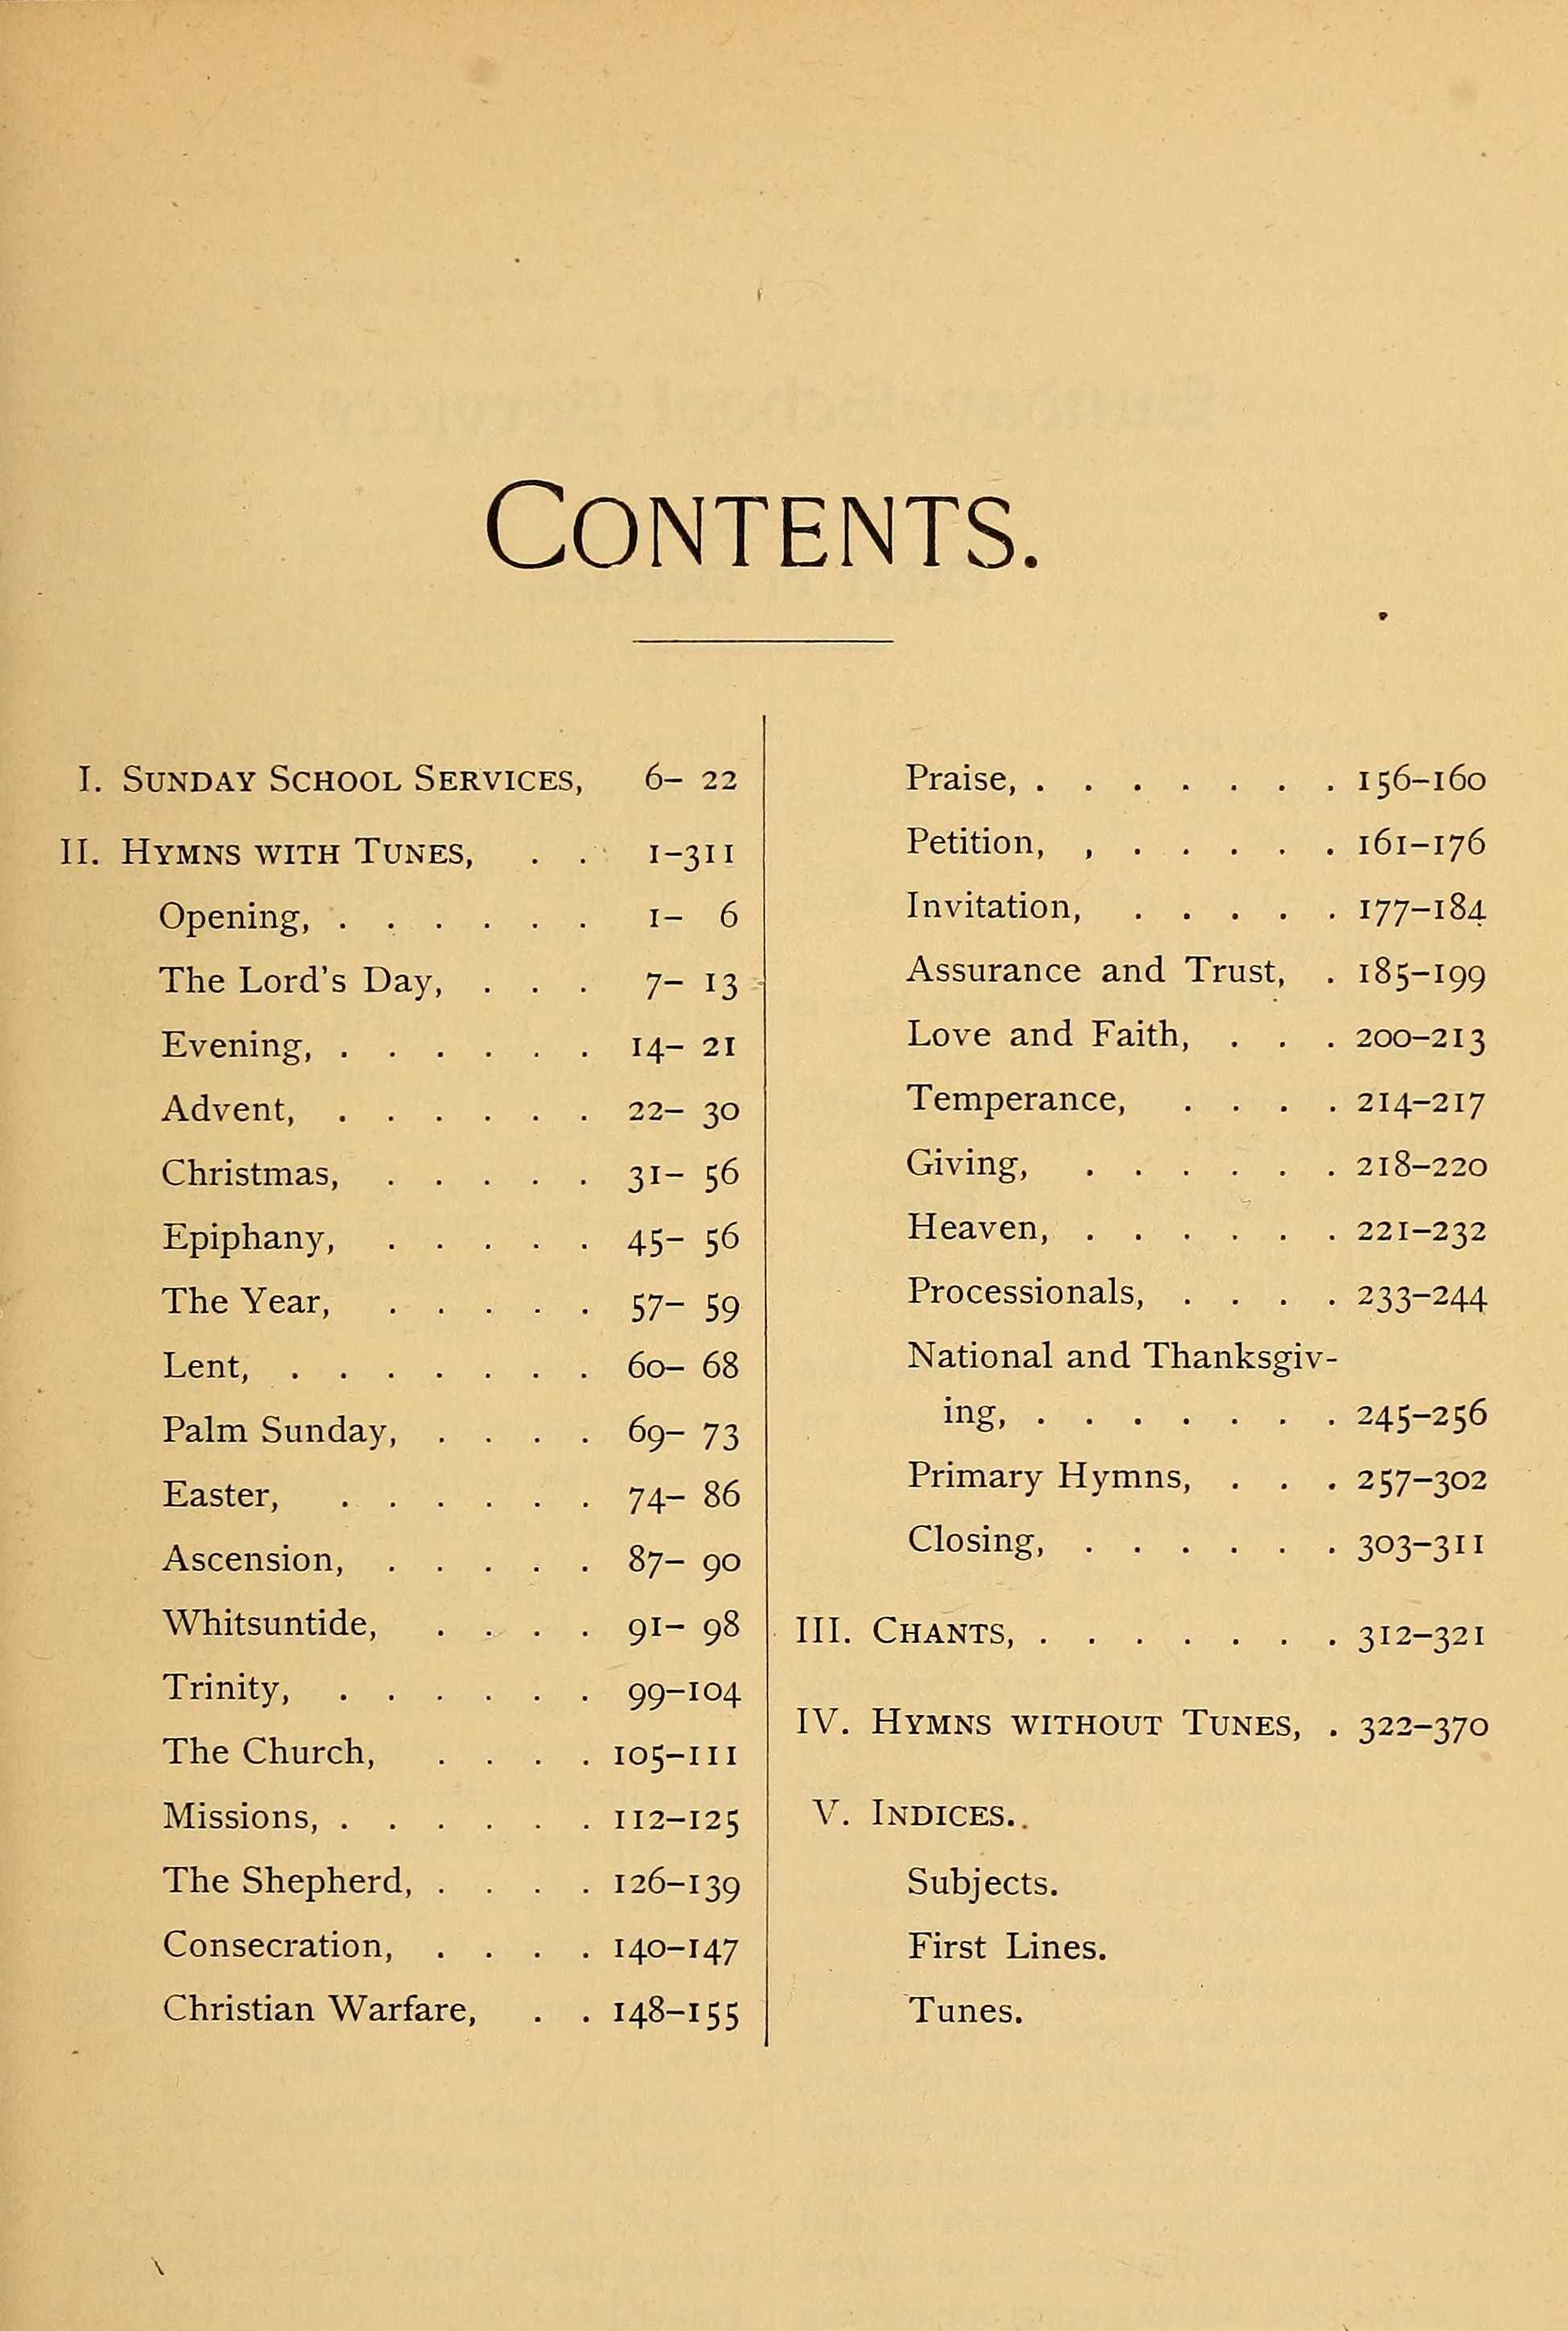 CONTENTS.
I. SUNDAY SCHOOL SERVICES, 6– 22
II. HYMNS WITH TUNES, . . 1–311
Opening, . . . . . . 1– 6
The Lord's Day, . . . 7– 13
Evening, . . . . . . 14– 21
Advent, . . . . . . 22– 30
Christmas, . . . . . 31– 56
Epiphany, . . . . . 45– 56
The Year, . . . . . 57– 59
Lent, . . . . . . . 60– 68
Palm Sunday, . . . . 69– 73
Easter, . . . . . . 74– 86
Ascension, . . . . . 87– 90
Whitsuntide, . . . . 91– 98
Trinity, . . . . . . 99–104
The Church, . . . . 105–111
Missions, . . . . . . 112–125
The Shepherd, . . . . 126–139
Consecration, . . . . 140–147
Christian Warfare, . . 148–155
Praise, . . . . . . . 156–160
Petition, , . . . . . 161–176
Invitation, . . . . . 177–184
Assurance and Trust, . 185–199
Love and Faith, . . . 200–213
Temperance, . . . . 214–217
Giving, . . . . . . 218–220
Heaven, . . . . . . 221–232
Processionals, . . . . 233–244
National and Thanksgiv-
ing, . . . . . . . 245–256
Primary Hymns, . . . 257–302
Closing, . . . . . . 303–311
III. CHANTS, . . . . . . . 312–321
IV. HYMNS WITHOUT TUNES, . 322–370
V. INDICES..
Subjects.
First Lines.
Tunes.